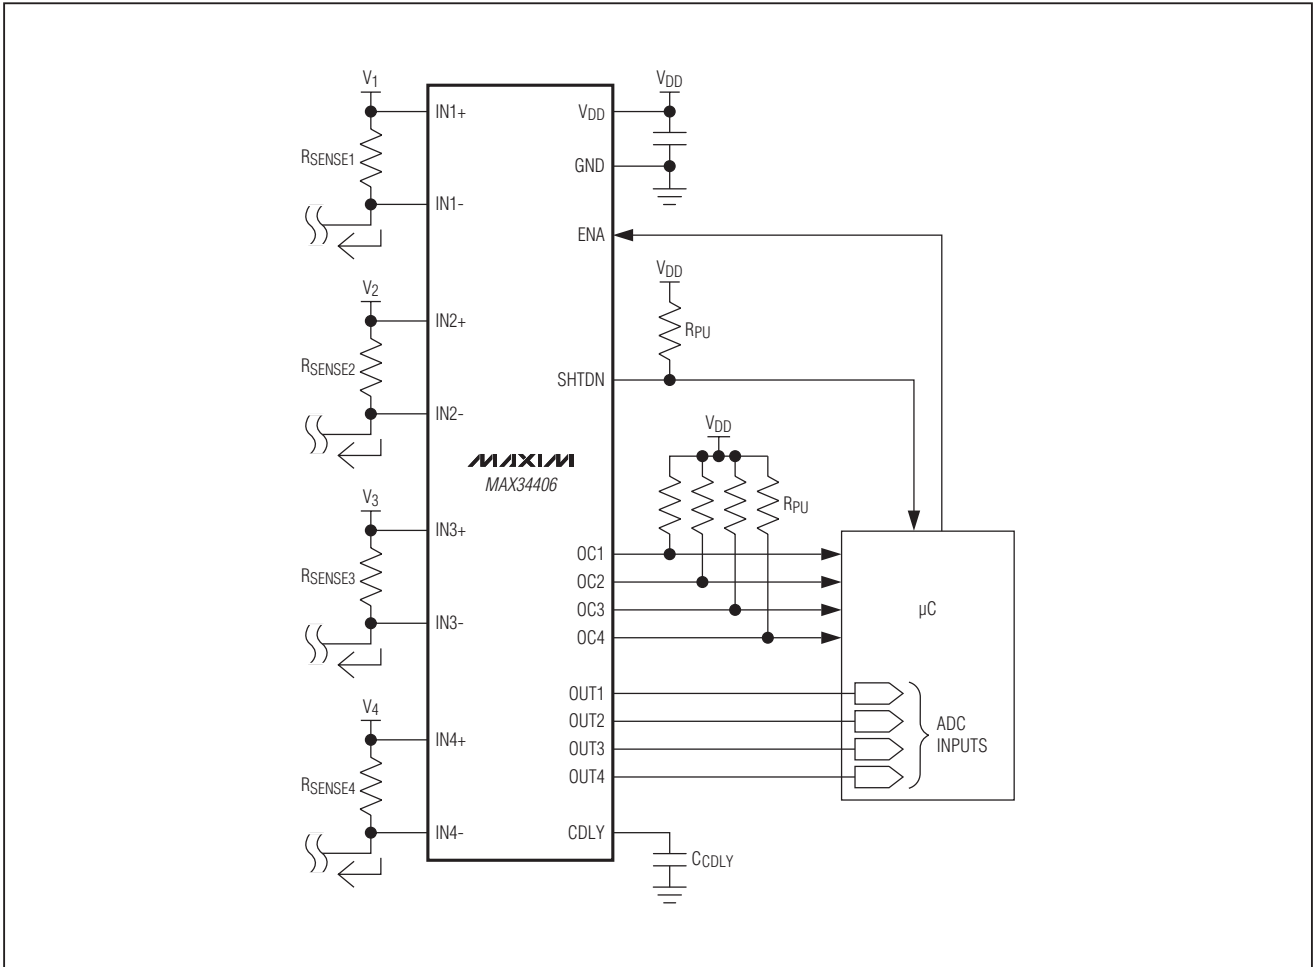 V1
IN1+
RSENSE1
IN1-
V2
IN2+
RSENSE2
IN2-
V3
IN3+
RSENSE3
IN3-
V4
IN4+
RSENSE4
IN4-
MAXIM
MAX34406
VDD
VDD
GND
ENA
VDD
RPU
SHTDN
VDD
RPU
OC1
OC2
OC3
OC4
µC
OUT1
OUT2
OUT3
OUT4
ADC
INPUTS
CDLY
CCDLY